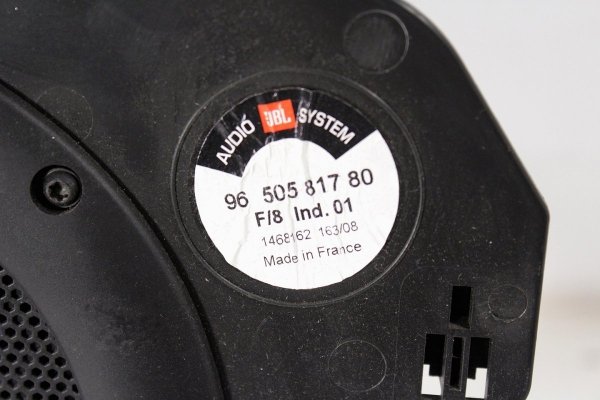 AUDIO JBL SYSTEM
96 505 817 80
F/8 Ind. 01
1468162 163/08
Made in France